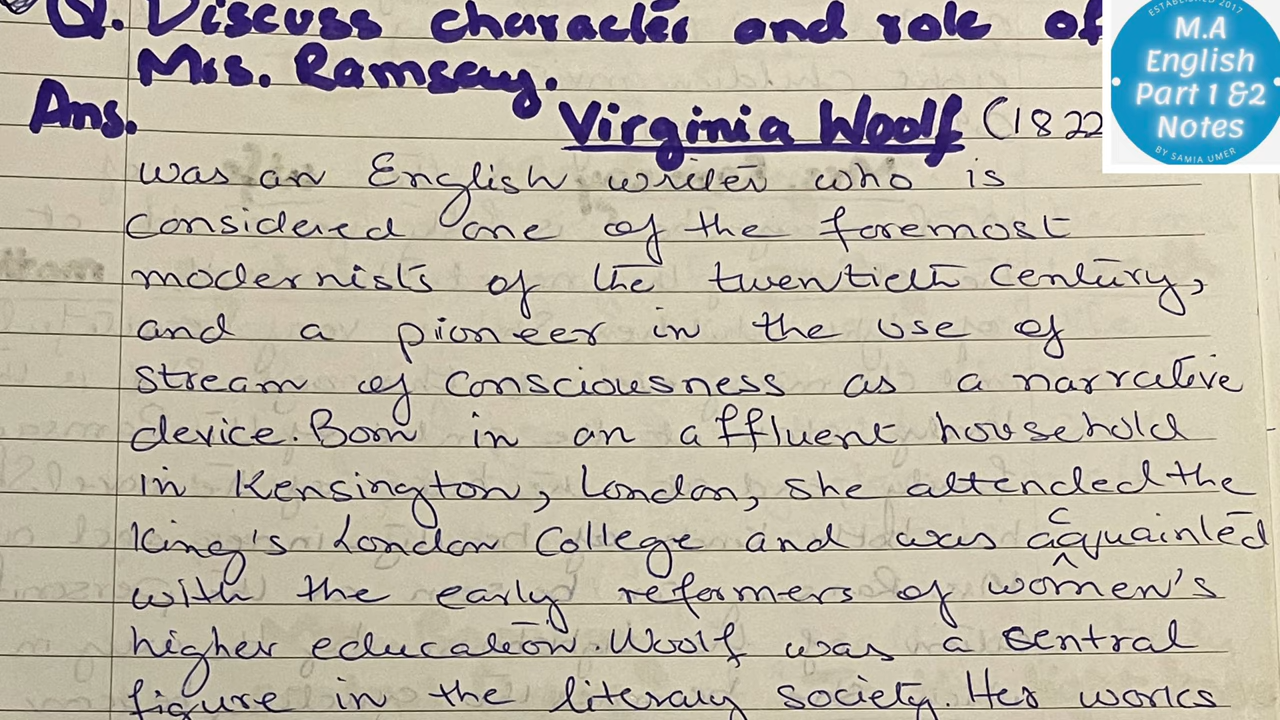 Q. Discuss character and role of
Mrs. Ramsay.
Ans. Virginia Woolf (1822
was an English writer who is
considered one of the foremost
modernists of the twentieth century,
and a pioneer in the use of
stream of consciousness as a narrative
device. Born in an affluent household
in Kensington, London, she attended the
King's London College and was acquainted
with the early reformers of women's
higher education. Woolf was a central
figure in the literary society. Her works
ESTABLISHED 2017
M.A
English
Part 1 &2
Notes
BY SAMIA UMER